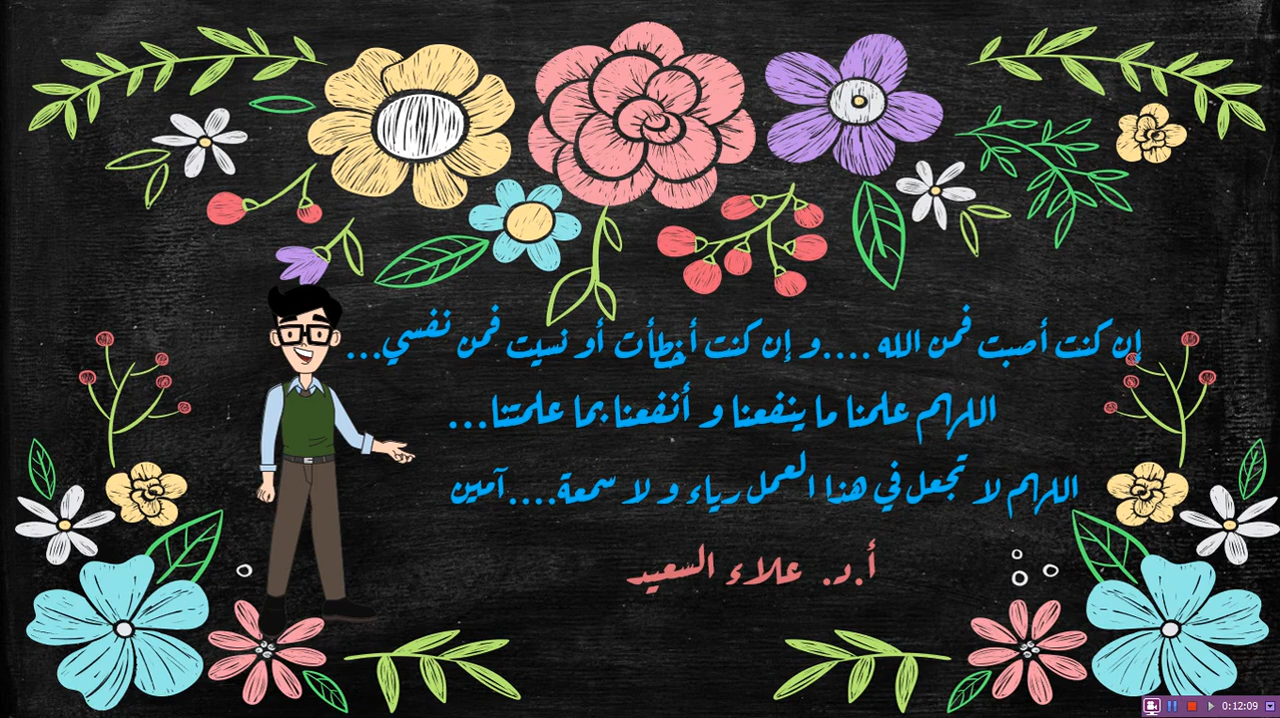 إن كنت أصبت فمن الله ....و إن كنت أخطأت أو نسيت فمن نفسي...
اللهم علمنا ما ينفعنا و أنفعنا بما علمتنا...
اللهم لا تجعل في هذا العمل رياء و لا سمعة....آمين
أ.د. علاء السعيد
0:12:09